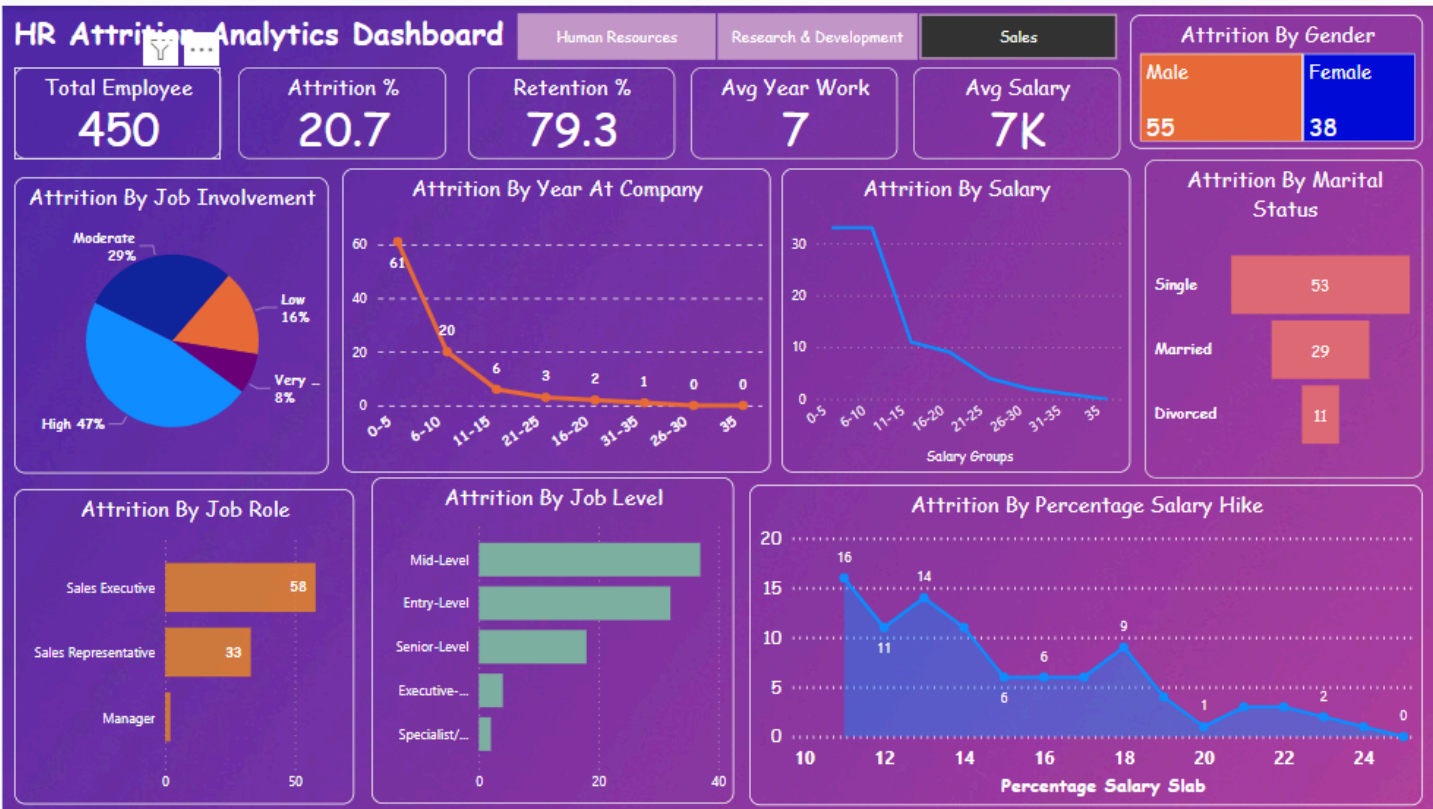 HR Attrition Analytics Dashboard
Human Resources
Research & Development
Sales
Attrition By Gender
Male
55
Female
38
Total Employee
450
Attrition %
20.7
Retention %
79.3
Avg Year Work
7
Avg Salary
7K
Attrition By Job Involvement
Moderate
29%
Low
16%
Very ...
8%
High 47%
Attrition By Year At Company
60
40
20
0
61
20
6
3
2
1
0
0
0-5
6-10
11-15
21-25
16-20
31-35
26-30
35
Attrition By Salary
30
20
10
0
0-5
6-10
11-15
16-20
21-25
26-30
31-35
35
Salary Groups
Attrition By Marital
Status
Single
53
Married
29
Divorced
11
Attrition By Job Role
Sales Executive
58
Sales Representative
33
Manager
0
50
Attrition By Job Level
Mid-Level
Entry-Level
Senior-Level
Executive-...
Specialist/...
0
20
40
Attrition By Percentage Salary Hike
20
15
10
5
0
16
11
14
6
6
9
1
2
0
10
12
14
16
18
20
22
24
Percentage Salary Slab